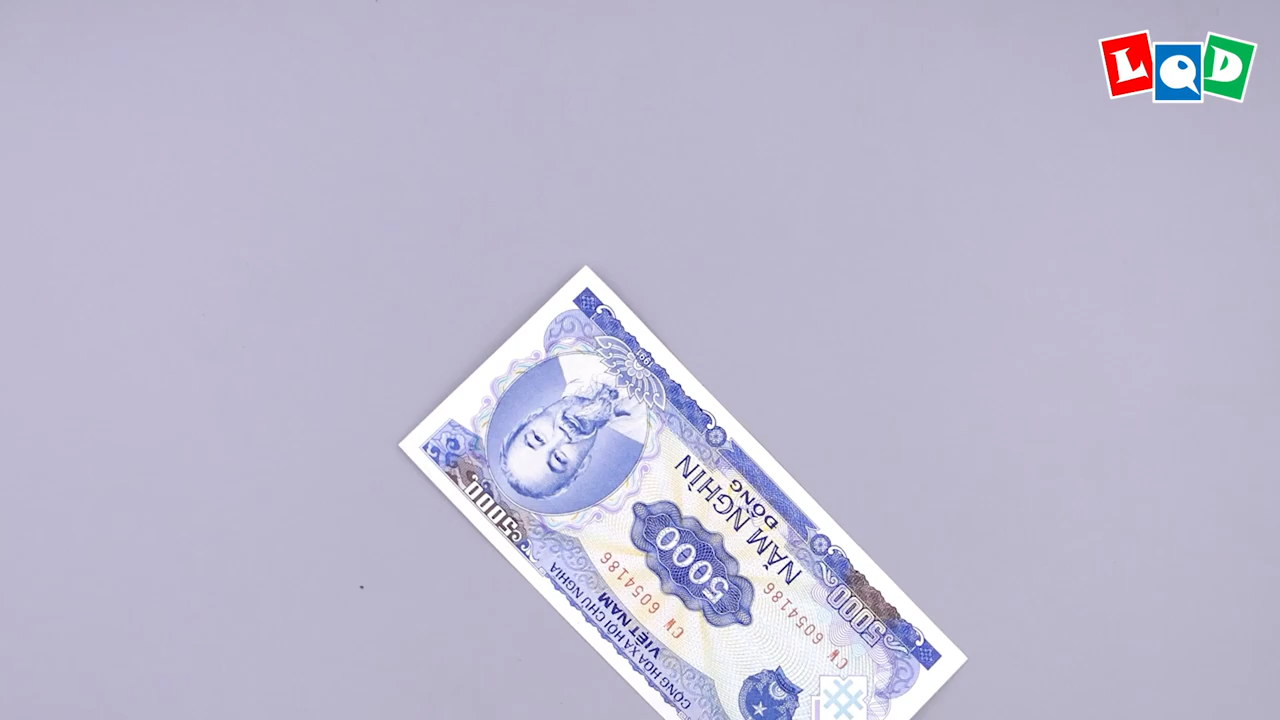 LQD
CỘNG HÒA XÃ HỘI CHỦ NGHĨA
VIỆT NAM
5000
CW 6054186
5000
CW 6054186
NĂM NGHÌN
ĐỒNG
5000
1991